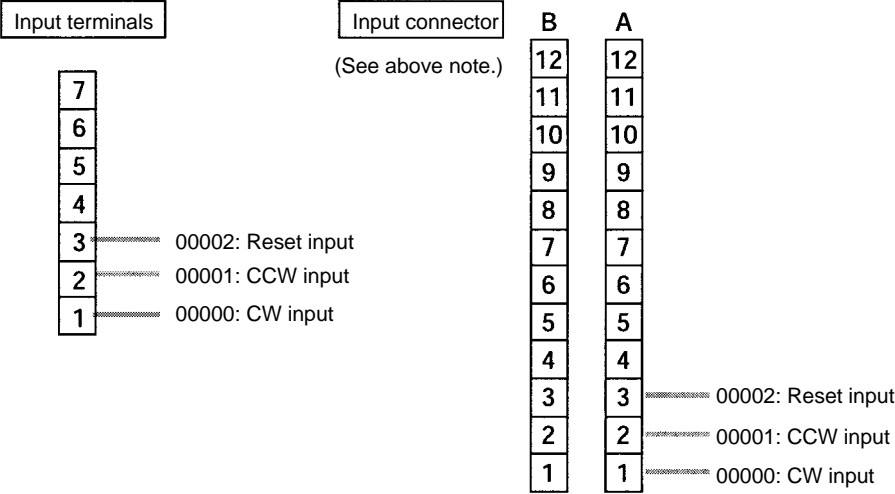 Input terminals
7
6
5
4
3 00002: Reset input
2 00001: CCW input
1 00000: CW input
Input connector
(See above note.)
B A
12 12
11 11
10 10
9 9
8 8
7 7
6 6
5 5
4 4
3 3 00002: Reset input
2 2 00001: CCW input
1 1 00000: CW input